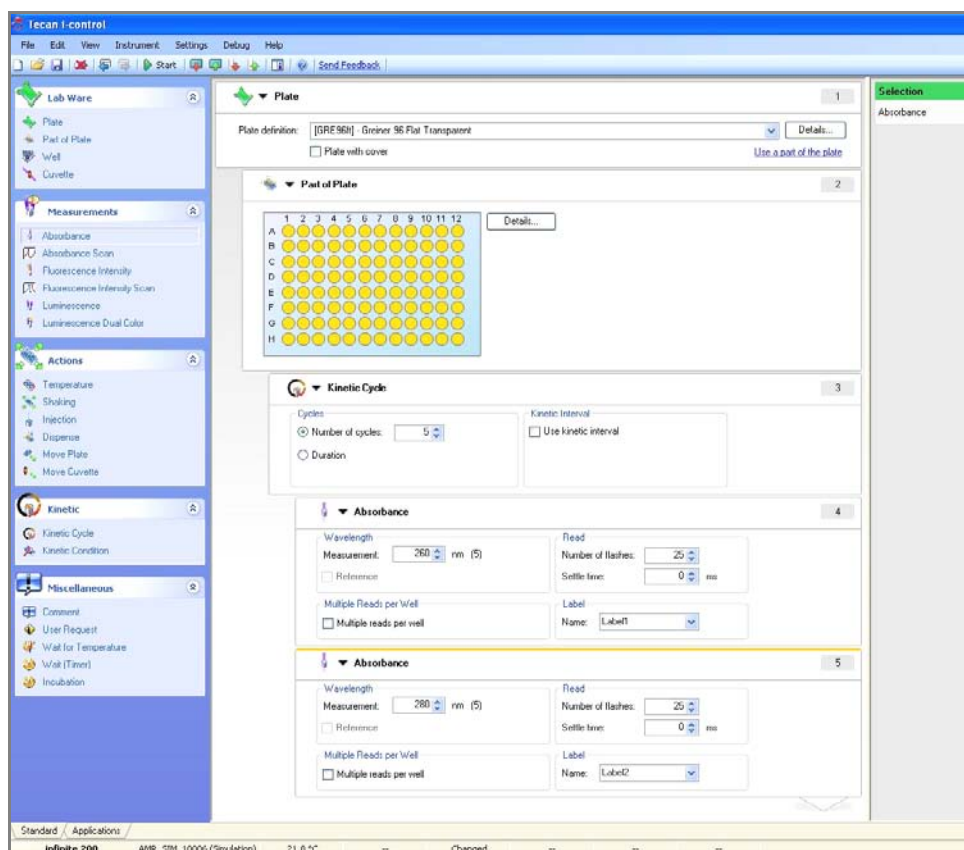 Tecan i-control
File Edit View Instrument Settings Debug Help
Start Send Feedback
Lab Ware
Plate
Part of Plate
Well
Cuvette
Measurements
Absorbance
Absorbance Scan
Fluorescence Intensity
Fluorescence Intensity Scan
Luminescence
Luminescence Dual Color
Actions
Temperature
Shaking
Injection
Dispense
Move Plate
Move Cuvette
Kinetic
Kinetic Cycle
Kinetic Condition
Miscellaneous
Comment
User Request
Wait for Temperature
Wait (Timer)
Incubation
Plate 1
Plate definition: [GRE96ft] - Greiner 96 Flat Transparent Details...
Plate with cover Use a part of the plate
Part of Plate 2
1 2 3 4 5 6 7 8 9 10 11 12
Details...
A
B
C
D
E
F
G
H
Kinetic Cycle 3
Cycles Kinetic Interval
Number of cycles: 5 Use kinetic interval
Duration
Absorbance 4
Wavelength Read
Measurement: 260 nm (5) Number of flashes: 25
Reference Settle time: 0 ms
Multiple Reads per Well Label
Multiple reads per well Name: Label1
Absorbance 5
Wavelength Read
Measurement: 280 nm (5) Number of flashes: 25
Reference Settle time: 0 ms
Multiple Reads per Well Label
Multiple reads per well Name: Label2
Selection
Absorbance
Standard Applications
infinite 200 AMR_SIM_10006 (Simulation) 21.0 °C -- Changed -- -- --